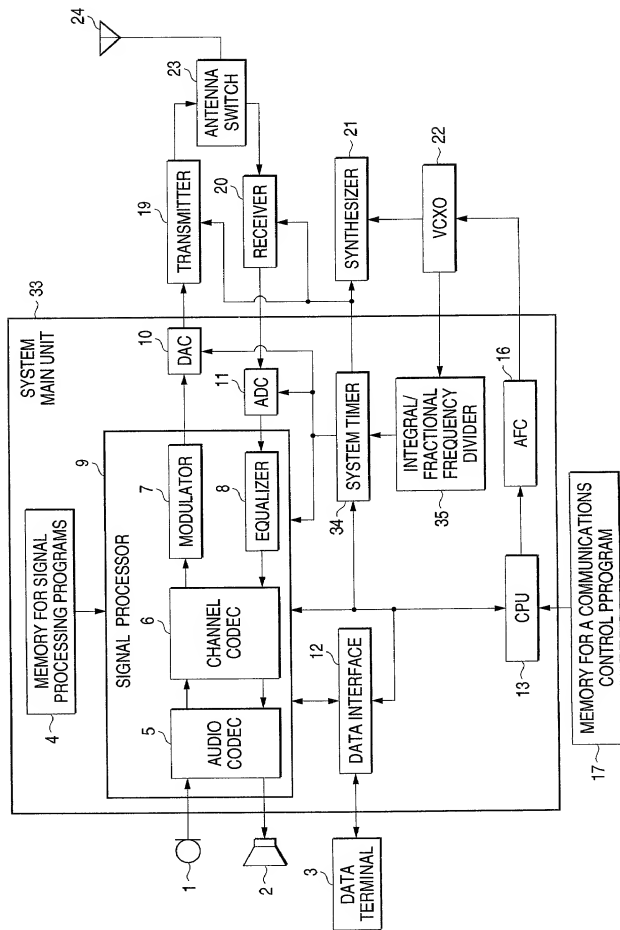 24
23
ANTENNA
SWITCH
19
TRANSMITTER
20
RECEIVER
21
SYNTHESIZER
22
VCXO
33
SYSTEM
MAIN UNIT
10
DAC
11
ADC
9
SIGNAL PROCESSOR
7
MODULATOR
8
EQUALIZER
6
CHANNEL CODEC
5
AUDIO
CODEC
4
MEMORY FOR SIGNAL
PROCESSING PROGRAMS
34
SYSTEM TIMER
35
INTEGRAL/
FRACTIONAL
FREQUENCY
DIVIDER
16
AFC
12
DATA INTERFACE
13
CPU
17
MEMORY FOR A COMMUNICATIONS
CONTROL PPROGRAM
1
2
3
DATA
TERMINAL